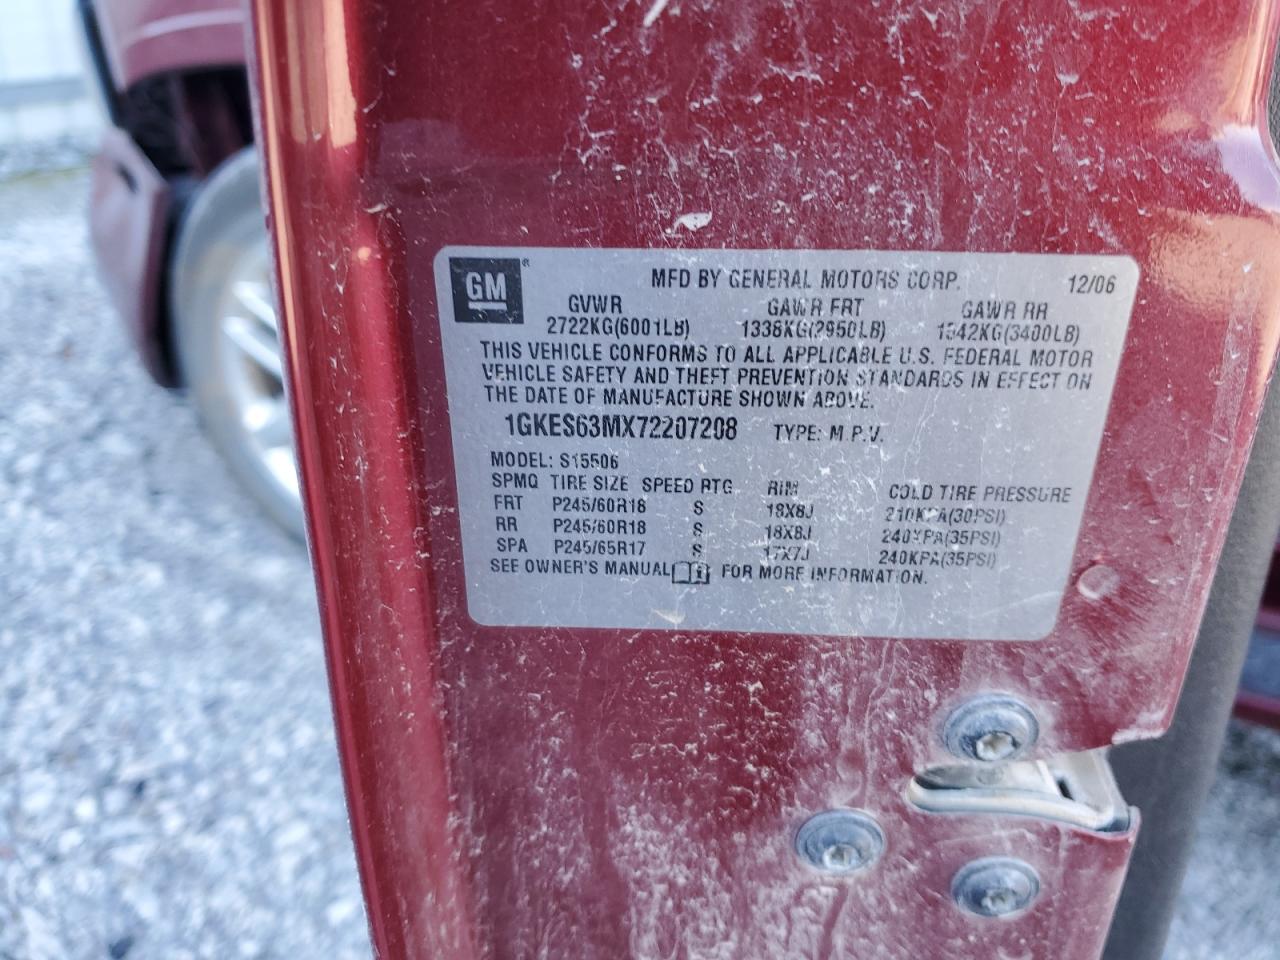 GM®
MFD BY GENERAL MOTORS CORP. 12/06
GVWR GAWR FRT GAWR RR
2722KG(6001LB) 1338KG(2950LB) 1542KG(3400LB)
THIS VEHICLE CONFORMS TO ALL APPLICABLE U.S. FEDERAL MOTOR
VEHICLE SAFETY AND THEFT PREVENTION STANDARDS IN EFFECT ON
THE DATE OF MANUFACTURE SHOWN ABOVE.
1GKES63MX72207208 TYPE: M.P.V.
MODEL: S15506
SPMQ TIRE SIZE SPEED RTG RIM COLD TIRE PRESSURE
FRT P245/60R18 S 18X8J 210KPA(30PSI)
RR P245/60R18 S 18X8J 240KPA(35PSI)
SPA P245/65R17 S 17X7J 240KPA(35PSI)
SEE OWNER'S MANUAL FOR MORE INFORMATION.